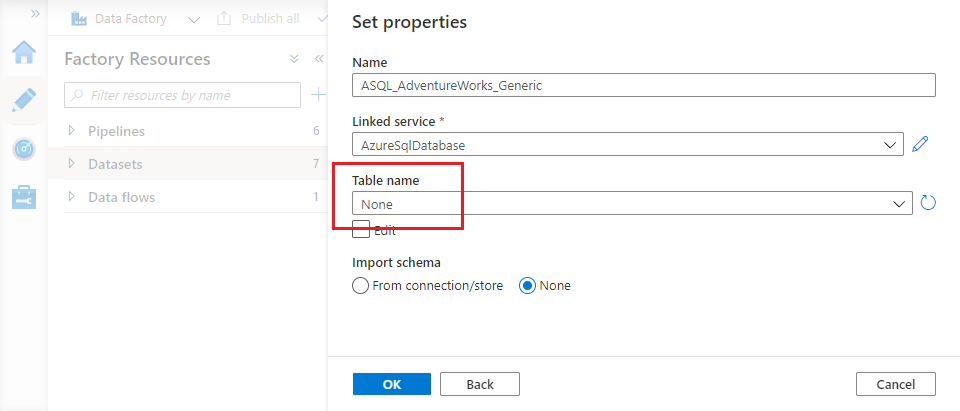 »
Data Factory
Publish all
Factory Resources
«
Filter resources by name
Pipelines 6
Datasets 7
Data flows 1
Set properties
Name
ASQL_AdventureWorks_Generic
Linked service *
AzureSqlDatabase
Table name
None
Edit
Import schema
From connection/store None
OK Back Cancel